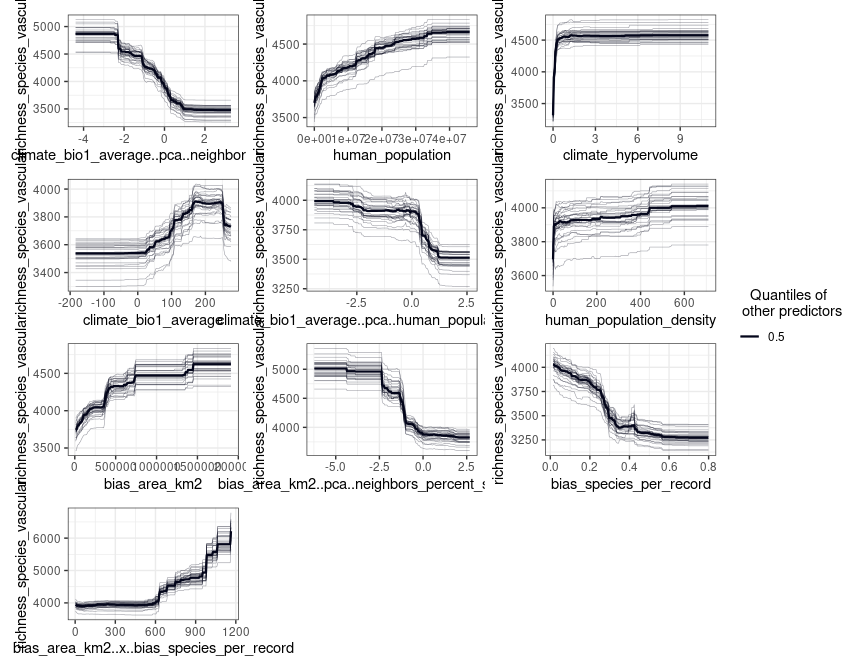 richness_species_vascular
5000
4500
4000
3500
-4 -2 0 2
climate_bio1_average..pca..neighbor
richness_species_vascular
4500
4000
3500
0e+00 1e+07 2e+07 3e+07 4e+07
human_population
richness_species_vascular
4500
4000
3500
0 3 6 9
climate_hypervolume
richness_species_vascular
4000
3800
3600
3400
-200 -100 0 100 200
climate_bio1_average
richness_species_vascular
4000
3750
3500
3250
-2.5 0.0 2.5
climate_bio1_average..pca..human_popula
richness_species_vascular
4000
3800
3600
0 200 400 600
human_population_density
Quantiles of
other predictors
0.5
richness_species_vascular
4500
4000
3500
0 500000 1000000 1500000 200000
bias_area_km2
richness_species_vascular
5000
4500
4000
-5.0 -2.5 0.0 2.5
bias_area_km2..pca..neighbors_percent_s
richness_species_vascular
4000
3750
3500
3250
0.0 0.2 0.4 0.6 0.8
bias_species_per_record
richness_species_vascular
6000
5000
4000
0 300 600 900 1200
bias_area_km2..x..bias_species_per_record